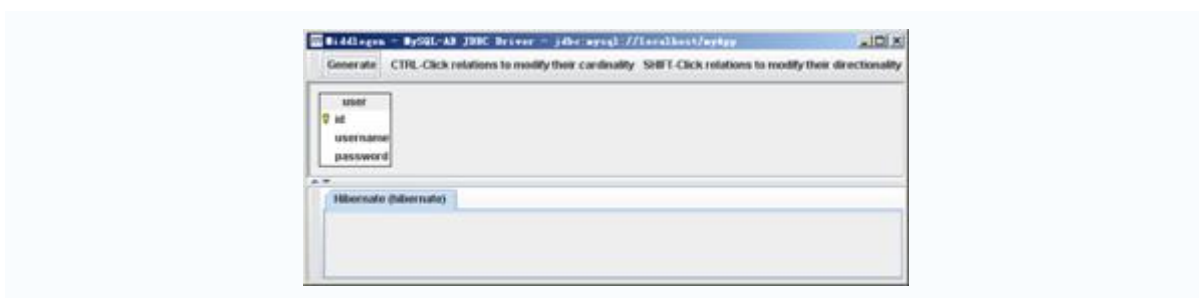 Middlegen - MySQL-AB JDBC Driver - jdbc:mysql://localhost/myApp
Generate CTRL-Click relations to modify their cardinality SHIFT-Click relations to modify their directionality
user
id
username
password
Hibernate (hibernate)